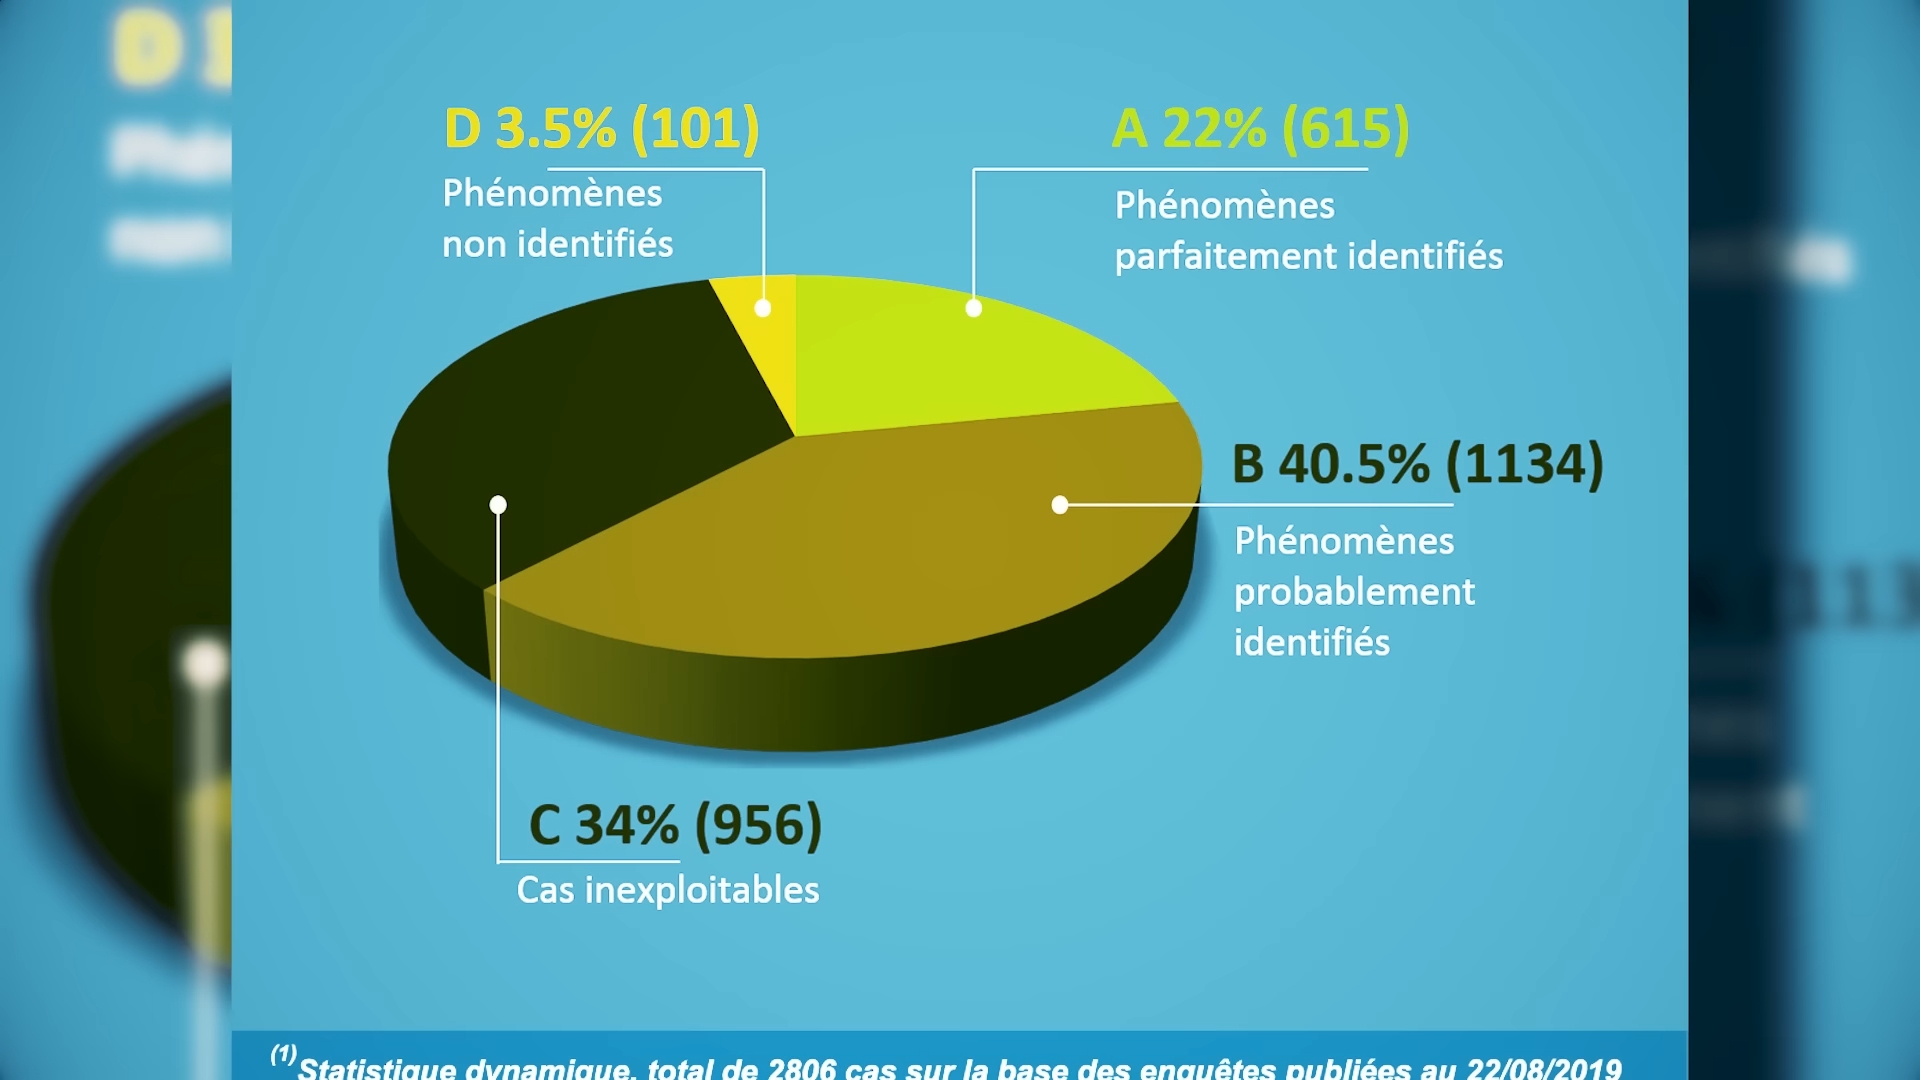 D 3.5% (101)
Phénomènes
non identifiés
A 22% (615)
Phénomènes
parfaitement identifiés
B 40.5% (1134)
Phénomènes
probablement
identifiés
C 34% (956)
Cas inexploitables
(1) Statistique dynamique, total de 2806 cas sur la base des enquêtes publiées au 22/08/2019